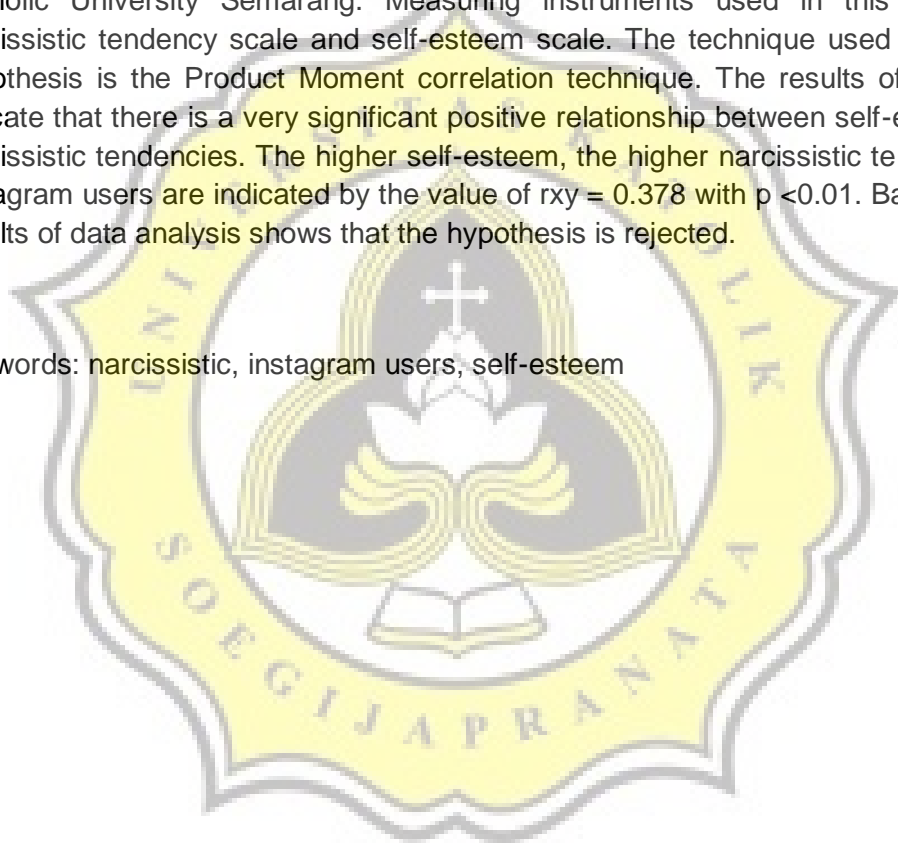 University Semarang. Measuring instruments used in this
tendency scale and self-esteem scale. The technique used
is the Product Moment correlation technique. The results of
that there is a very significant positive relationship between
tendencies. The higher self-esteem, the higher narcissistic
users are indicated by the value of rxy = 0.378 with p <0.01.
of data analysis shows that the hypothesis is rejected.
narcissistic, instagram users, self-esteem
UNIVERSITAS KATOLIK
SOEGIJAPRANATA